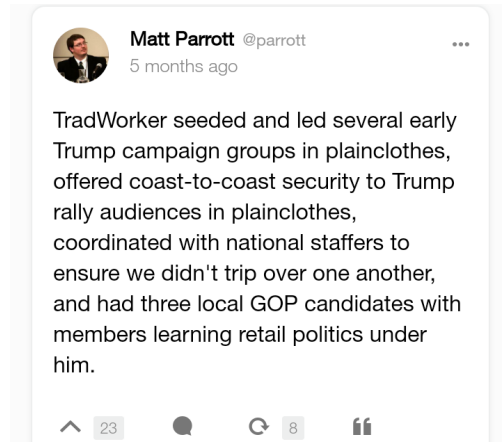 Matt Parrott @parrott
5 months ago
TradWorker seeded and led several early
Trump campaign groups in plainclothes,
offered coast-to-coast security to Trump
rally audiences in plainclothes,
coordinated with national staffers to
ensure we didn't trip over one another,
and had three local GOP candidates with
members learning retail politics under
him.
23 8